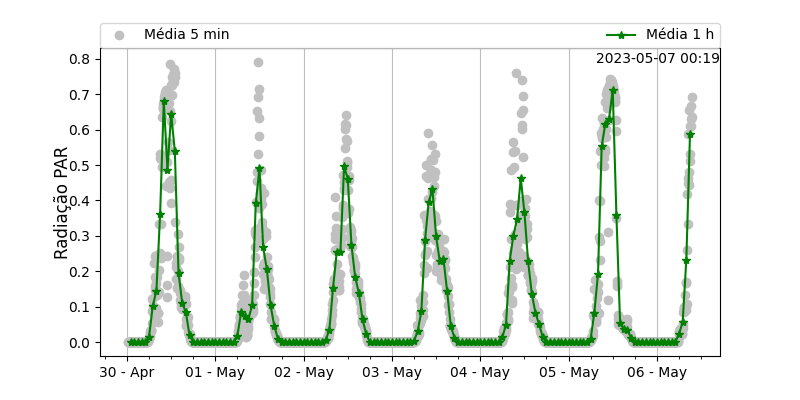 Média 5 min
Média 1 h
2023-05-07 00:19
Radiação PAR
0.8
0.7
0.6
0.5
0.4
0.3
0.2
0.1
0.0
30 - Apr
01 - May
02 - May
03 - May
04 - May
05 - May
06 - May